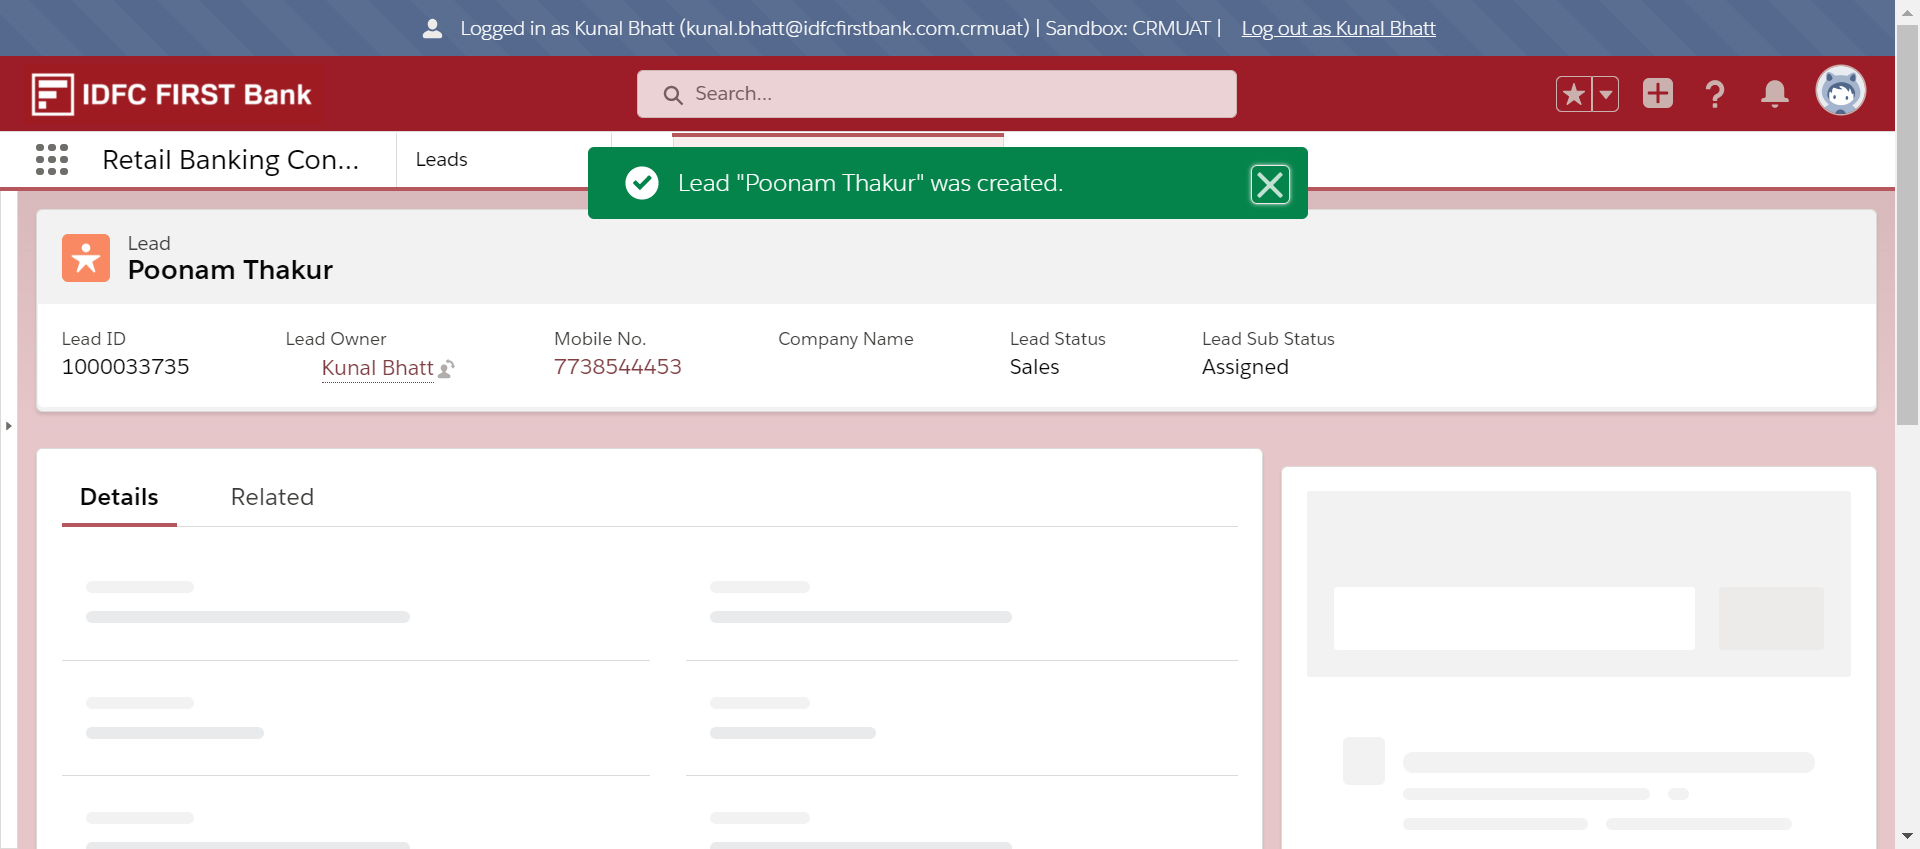 Logged in as Kunal Bhatt (kunal.bhatt@idfcfirstbank.com.crmuat) | Sandbox: CRMUAT | Log out as Kunal Bhatt
IDFC FIRST Bank
Search...
Retail Banking Con...
Leads
Lead "Poonam Thakur" was created.
Lead
Poonam Thakur
Lead ID
1000033735
Lead Owner
Kunal Bhatt
Mobile No.
7738544453
Company Name
Lead Status
Sales
Lead Sub Status
Assigned
Details
Related